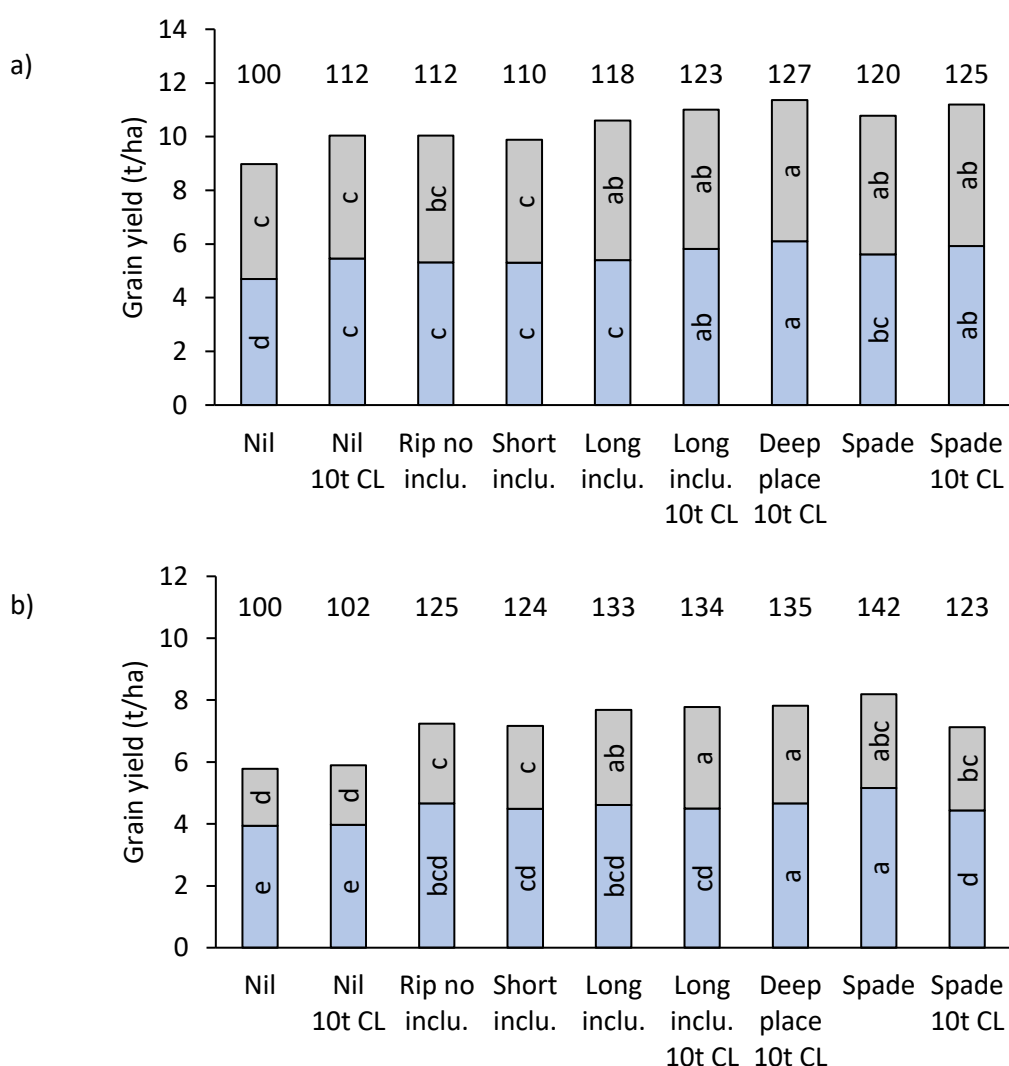 a)
Grain yield (t/ha)
14
12
10
8
6
4
2
0
100 112 112 110 118 123 127 120 125
c c bc c ab ab a ab ab
d c c c c ab a bc ab
Nil Nil Rip no Short Long Long Deep Spade Spade
10t CL inclu. inclu. inclu. inclu. place 10t CL
10t CL 10t CL
b)
Grain yield (t/ha)
12
10
8
6
4
2
0
100 102 125 124 133 134 135 142 123
d d c c ab a a abc bc
e e bcd cd bcd cd a a d
Nil Nil Rip no Short Long Long Deep Spade Spade
10t CL inclu. inclu. inclu. inclu. place 10t CL
10t CL 10t CL